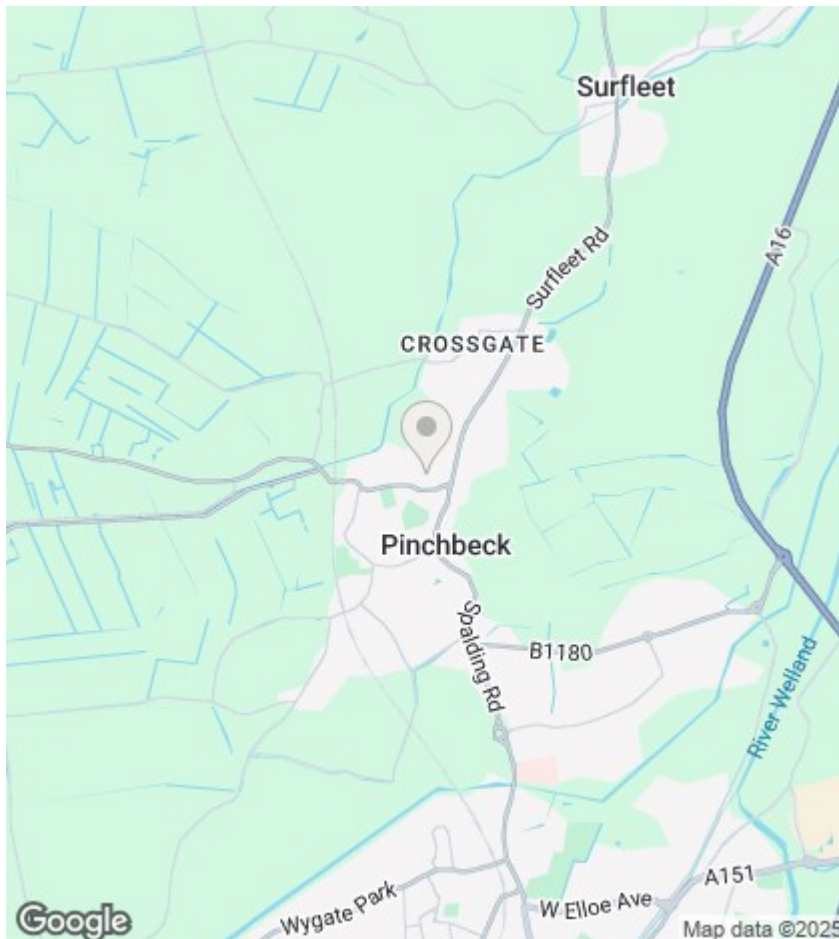 Surfleet
A16
Surfleet Rd
CROSSGATE
Pinchbeck
Spalding Rd
B1180
River Welland
A151
W Elloe Ave
Wygate Park
Google
Map data ©2025